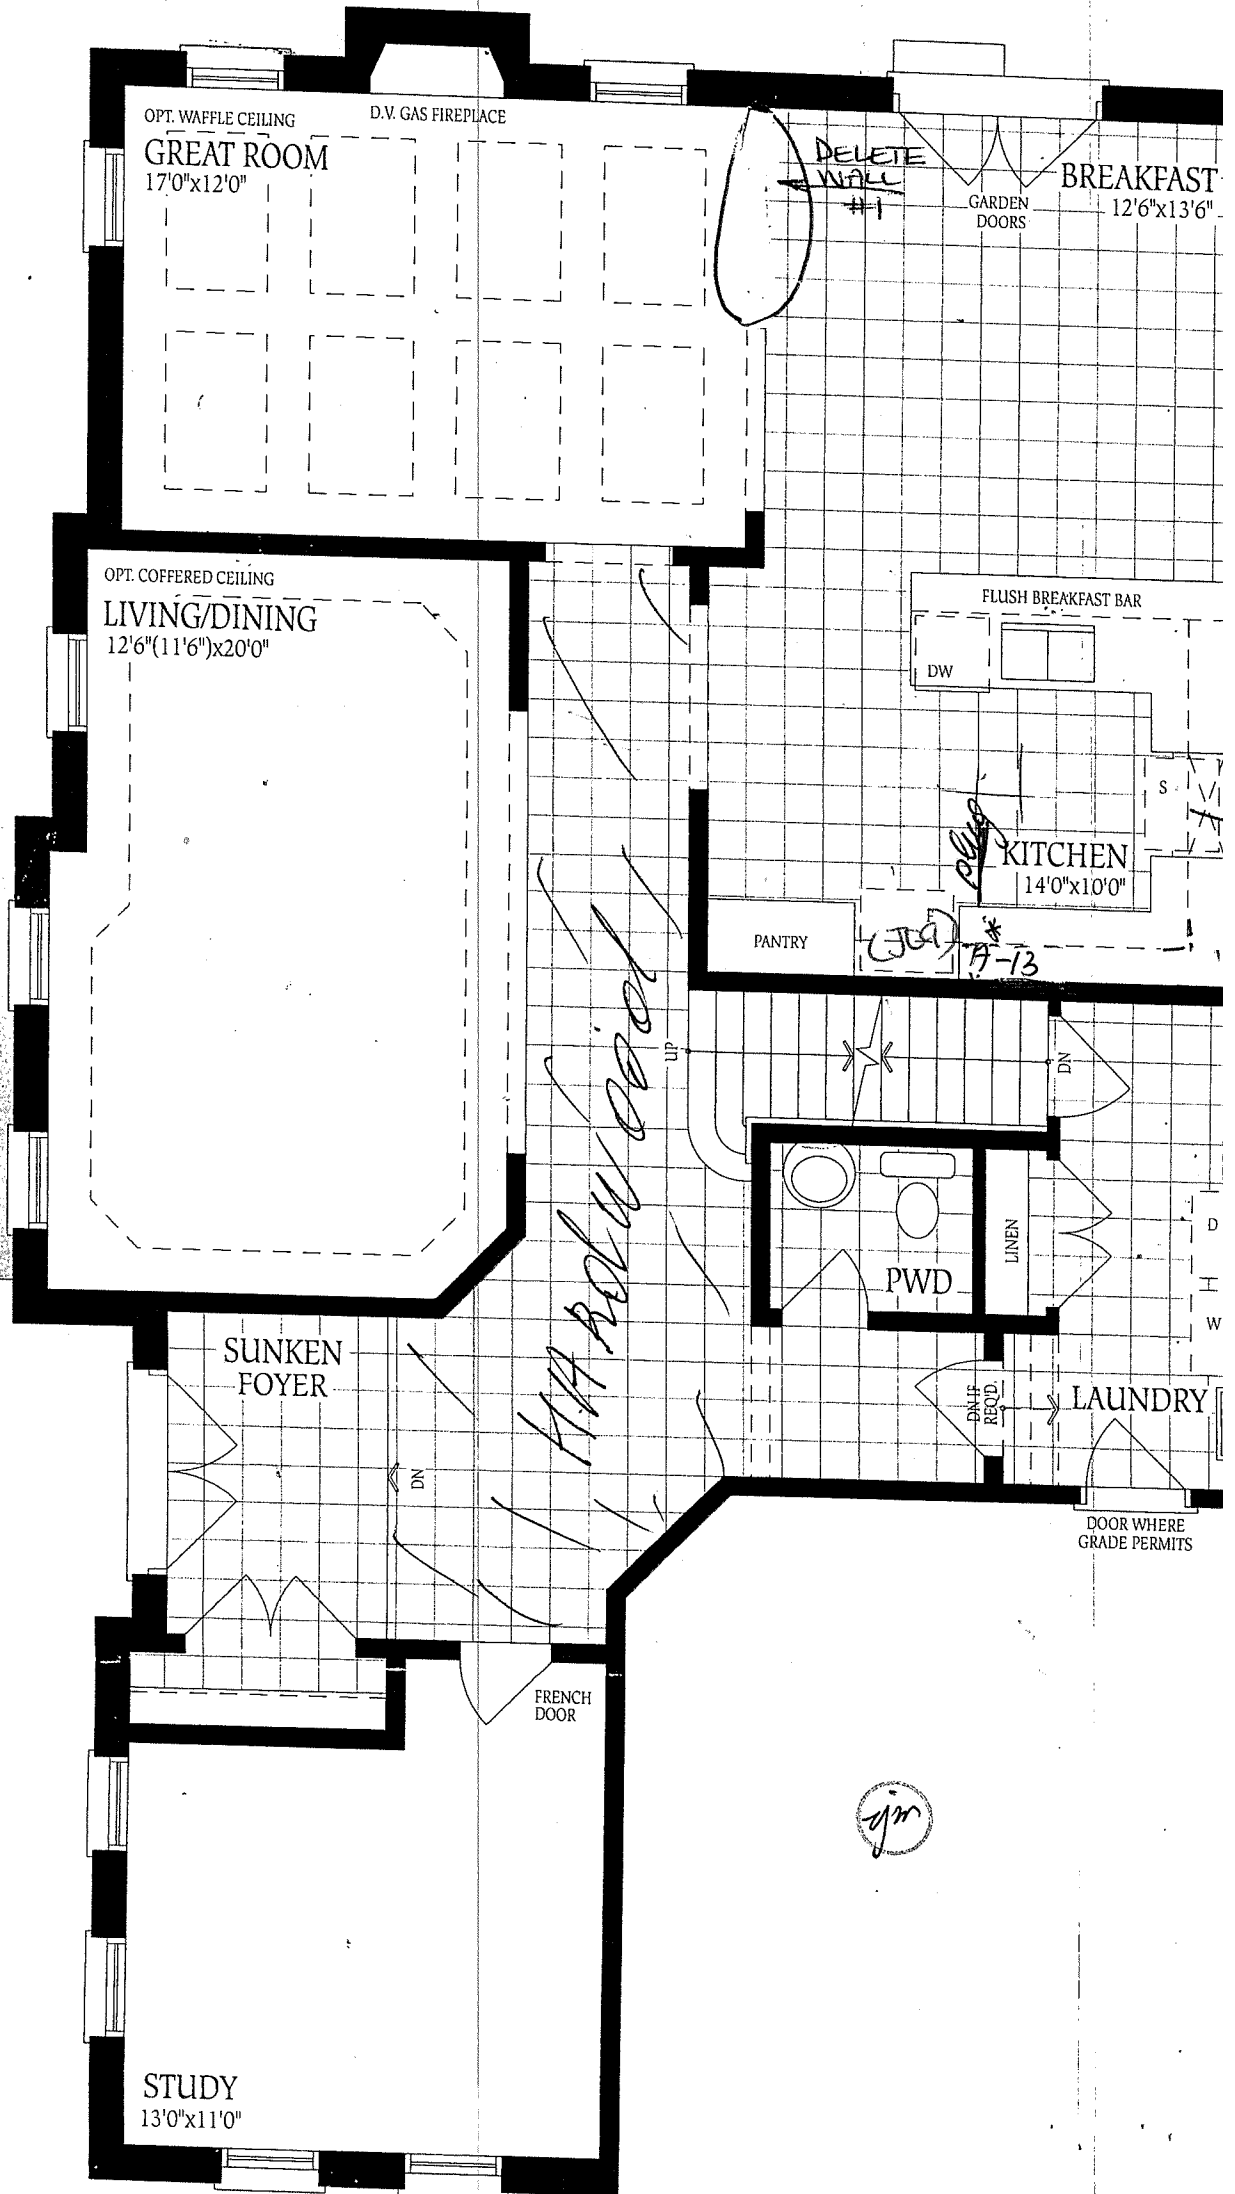 OPT. WAFFLE CEILING
GREAT ROOM
17'0"x12'0"
D.V. GAS FIREPLACE
DELETE
WALL
#1
GARDEN
DOORS
BREAKFAST
12'6"x13'6"
OPT. COFFERED CEILING
LIVING/DINING
12'6"(11'6")x20'0"
FLUSH BREAKFAST BAR
DW
S
plug
KITCHEN
14'0"x10'0"
PANTRY
F
*
A-13
UP
DN
HARDWOOD
LINEN
D
W
PWD
SUNKEN
FOYER
DN
DN IF
REQ'D.
LAUNDRY
DOOR WHERE
GRADE PERMITS
FRENCH
DOOR
STUDY
13'0"x11'0"